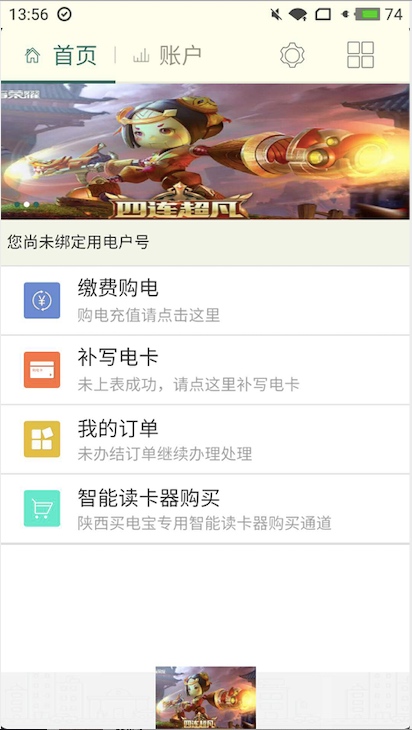 13:56
74
首页
账户
王者荣耀
四连超凡
您尚未绑定用电户号
缴费购电
购电充值请点击这里
补写电卡
未上表成功，请点这里补写电卡
我的订单
未办结订单继续办理处理
智能读卡器购买
陕西买电宝专用智能读卡器购买通道
四连超凡